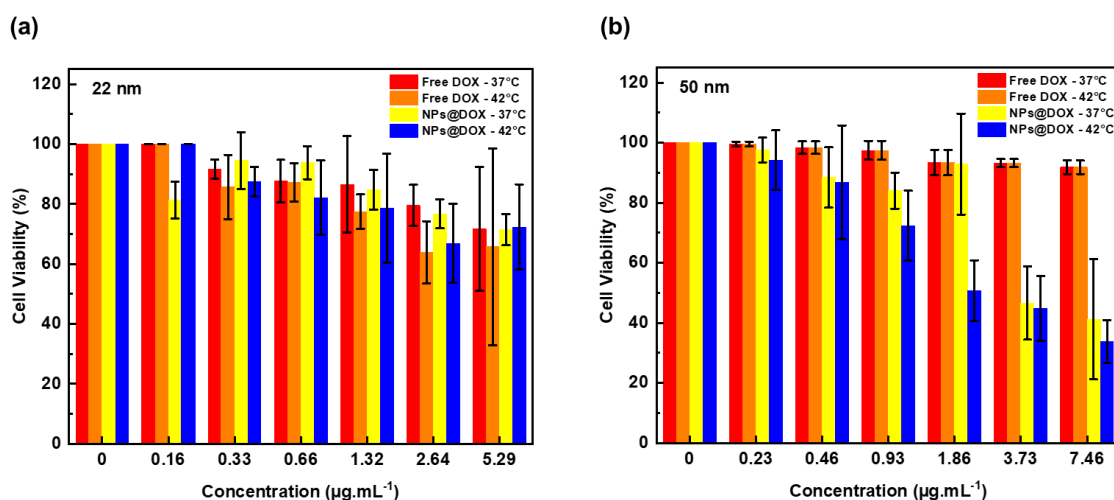 (a)
22 nm
Free DOX - 37°C
Free DOX - 42°C
NPs@DOX - 37°C
NPs@DOX - 42°C
Cell Viability (%)
120
100
80
60
40
20
0
0 0.16 0.33 0.66 1.32 2.64 5.29
Concentration (µg.mL⁻¹)
(b)
50 nm
Free DOX - 37°C
Free DOX - 42°C
NPs@DOX - 37°C
NPs@DOX - 42°C
Cell Viability (%)
120
100
80
60
40
20
0
0 0.23 0.46 0.93 1.86 3.73 7.46
Concentration (µg.mL⁻¹)